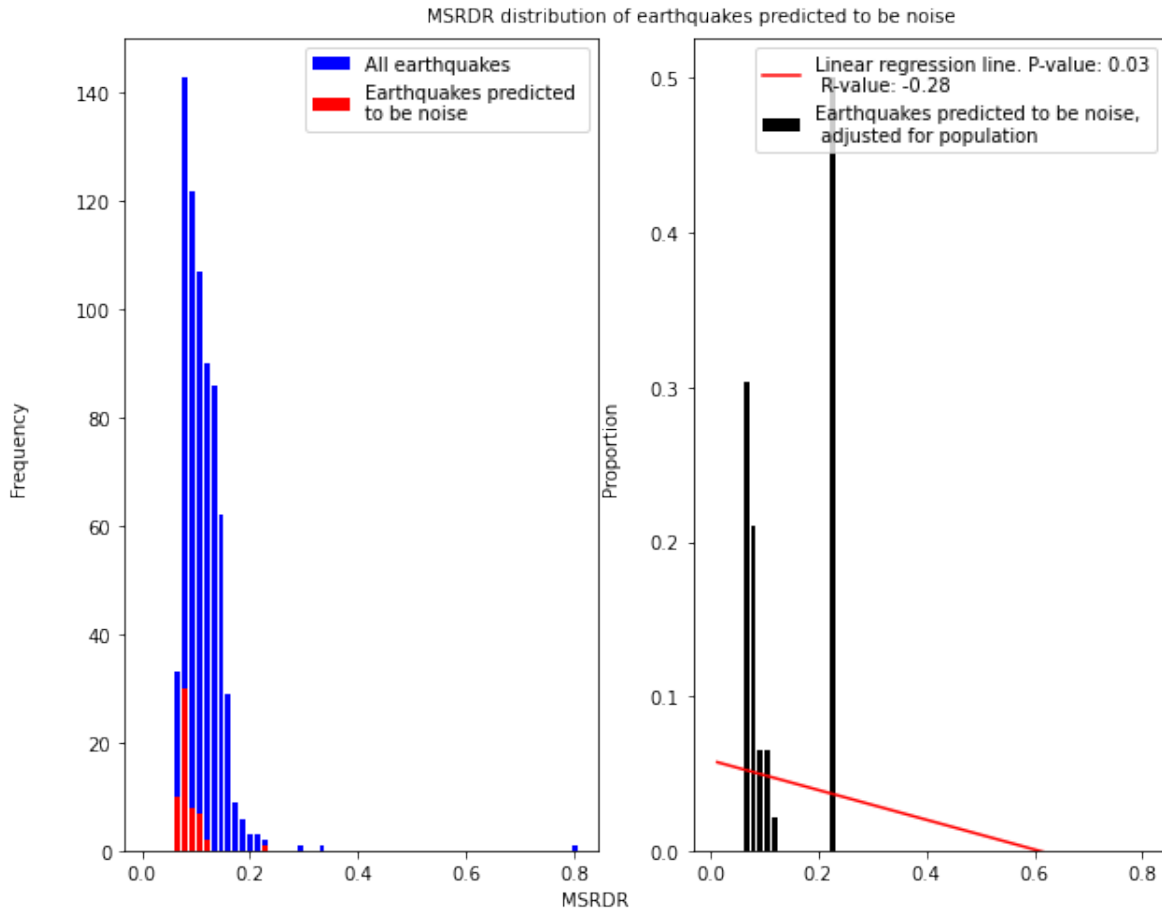 MSRDR distribution of earthquakes predicted to be noise
All earthquakes
Earthquakes predicted
to be noise
Frequency
140
120
100
80
60
40
20
0
0.0 0.2 0.4 0.6 0.8
Linear regression line. P-value: 0.03
R-value: -0.28
Earthquakes predicted to be noise,
adjusted for population
Proportion
0.5
0.4
0.3
0.2
0.1
0.0
0.0 0.2 0.4 0.6 0.8
MSRDR